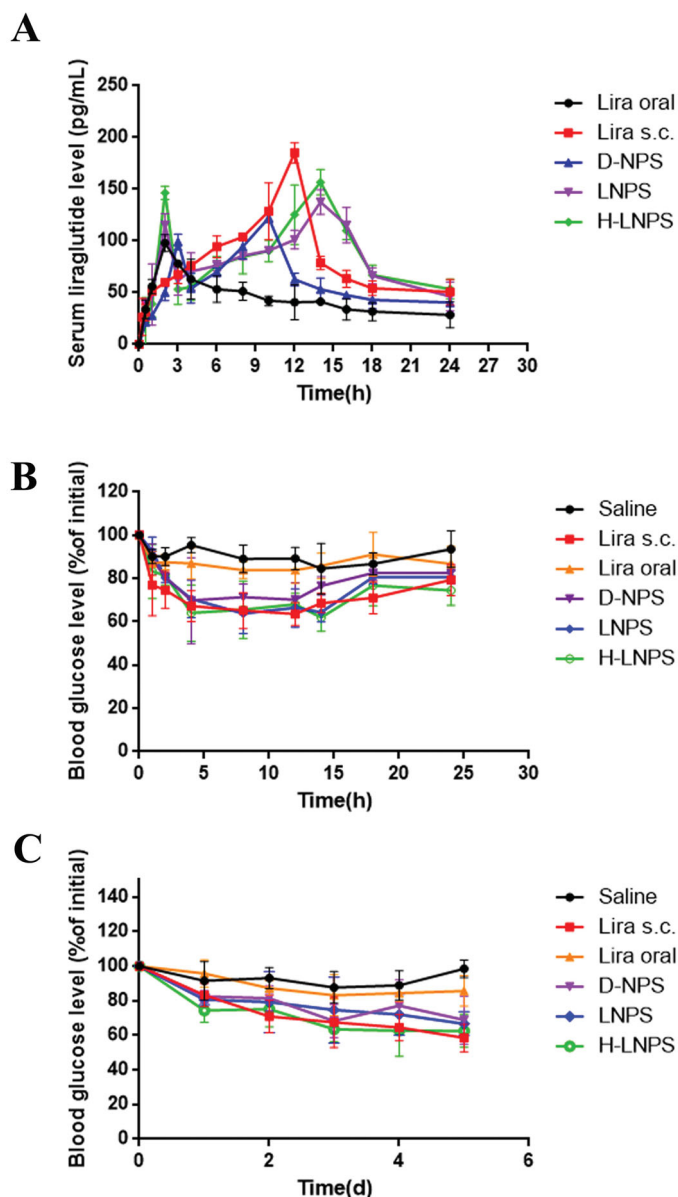 A
Serum liraglutide level (pg/mL)
250
200
150
100
50
0
0 3 6 9 12 15 18 21 24 27 30
Time(h)
Lira oral
Lira s.c.
D-NPS
LNPS
H-LNPS
B
Blood glucose level (%of initial)
120
100
80
60
40
20
0
0 5 10 15 20 25 30
Time(h)
Saline
Lira s.c.
Lira oral
D-NPS
LNPS
H-LNPS
C
Blood glucose level (%of initial)
140
120
100
80
60
40
20
0
0 2 4 6
Time(d)
Saline
Lira s.c.
Lira oral
D-NPS
LNPS
H-LNPS